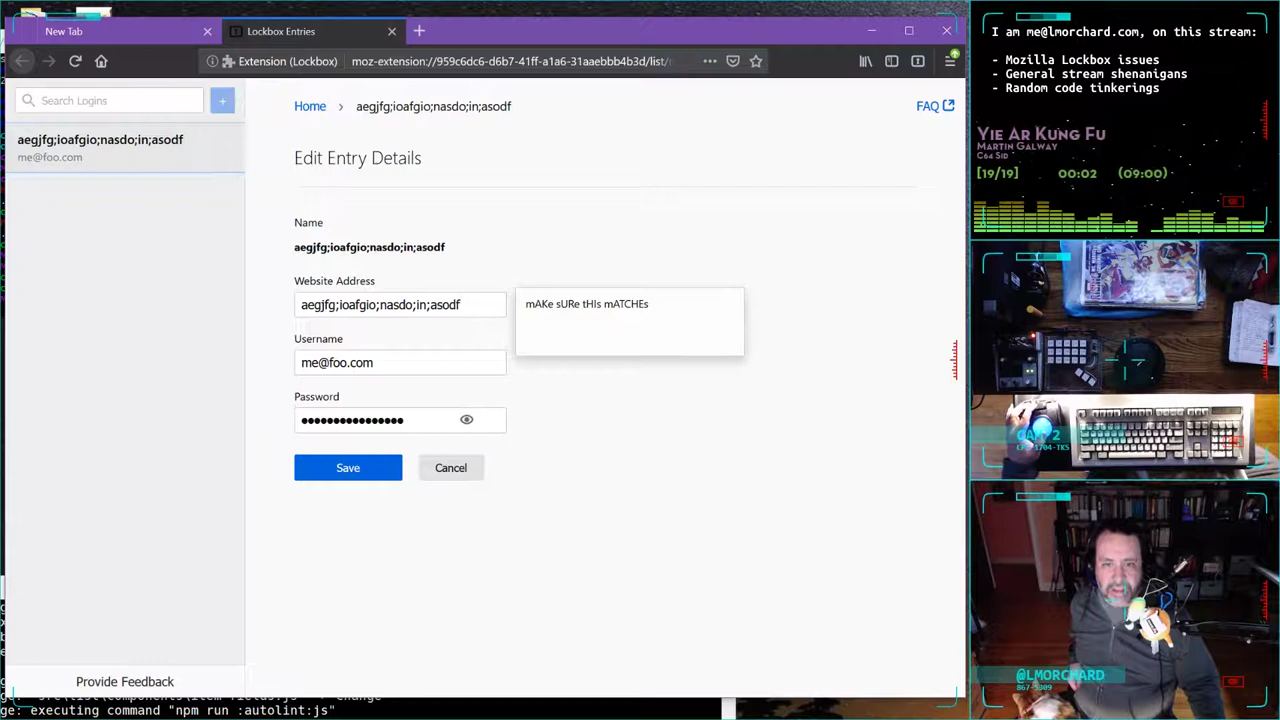 New Tab
Lockbox Entries
Extension (Lockbox)
moz-extension://959c6dc6-d6b7-41ff-a1a6-31aaebbb4b3d/list/
Search Logins
+
Home
aegjfg;ioafgio;nasdo;in;asodf
FAQ
aegjfg;ioafgio;nasdo;in;asodf
me@foo.com
Edit Entry Details
Name
aegjfg;ioafgio;nasdo;in;asodf
Website Address
aegjfg;ioafgio;nasdo;in;asodf
mAKe sURe tHIs mATCHEs
Username
me@foo.com
Password
Save
Cancel
Provide Feedback
ge: executing command "npm run :autolint:js"
I am me@lmorchard.com, on this stream:
- Mozilla Lockbox issues
- General stream shenanigans
- Random code tinkerings
Yie Ar Kung Fu
Martin Galway
C64 Sid
[19/19]
00:02
(09:00)
@LMORCHARD
867-5309